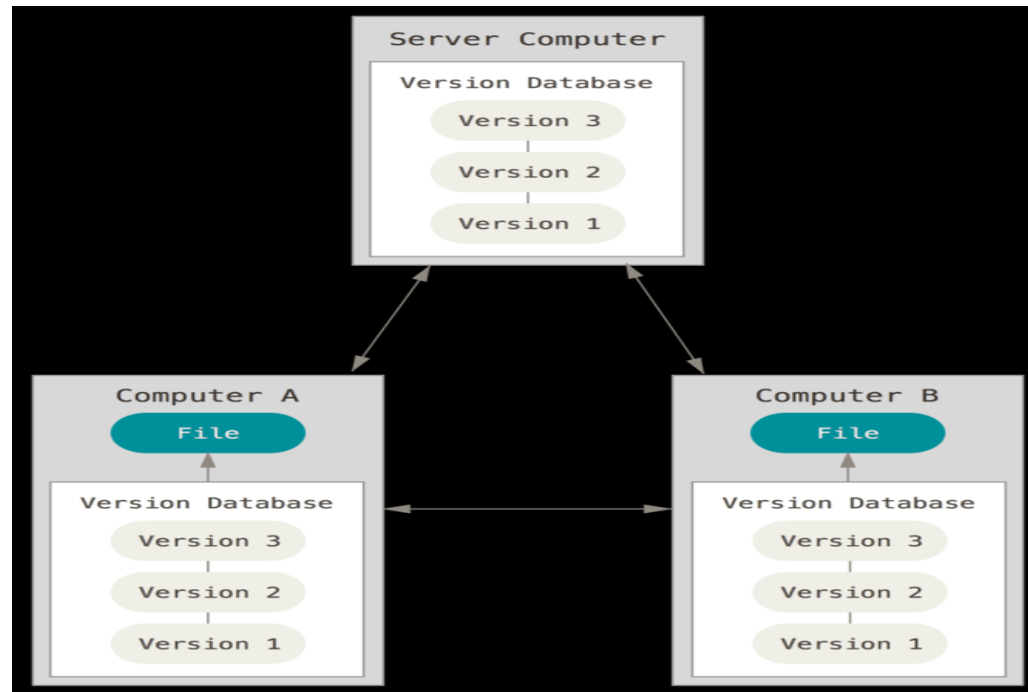 Server Computer
Version Database
Version 3
Version 2
Version 1
Computer A
File
Version Database
Version 3
Version 2
Version 1
Computer B
File
Version Database
Version 3
Version 2
Version 1